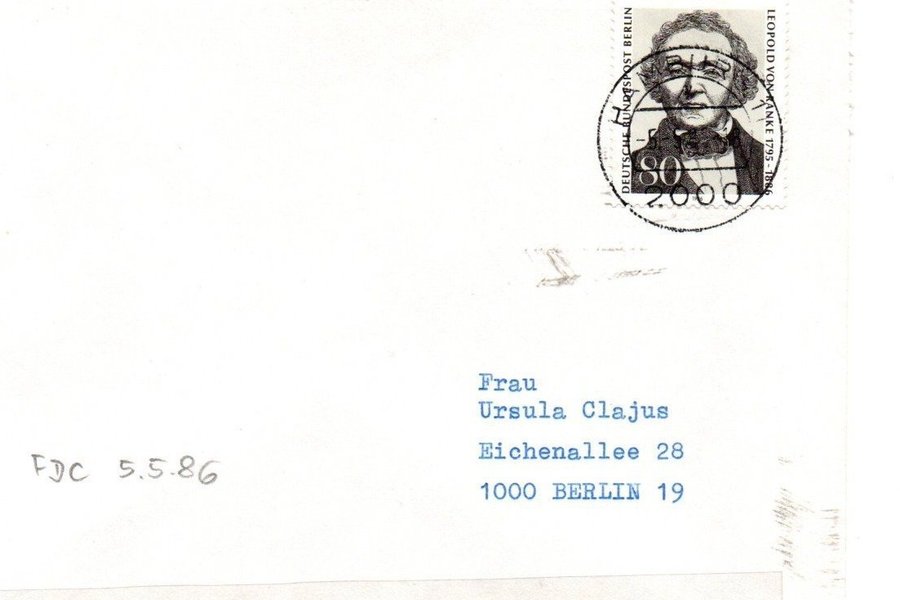 DEUTSCHE BUNDESPOST BERLIN
LEOPOLD VON RANKE 1795 - 1886
80
HAMBURG
2000
Frau
Ursula Clajus
Eichenallee 28
1000 BERLIN 19
FDC 5.5.86